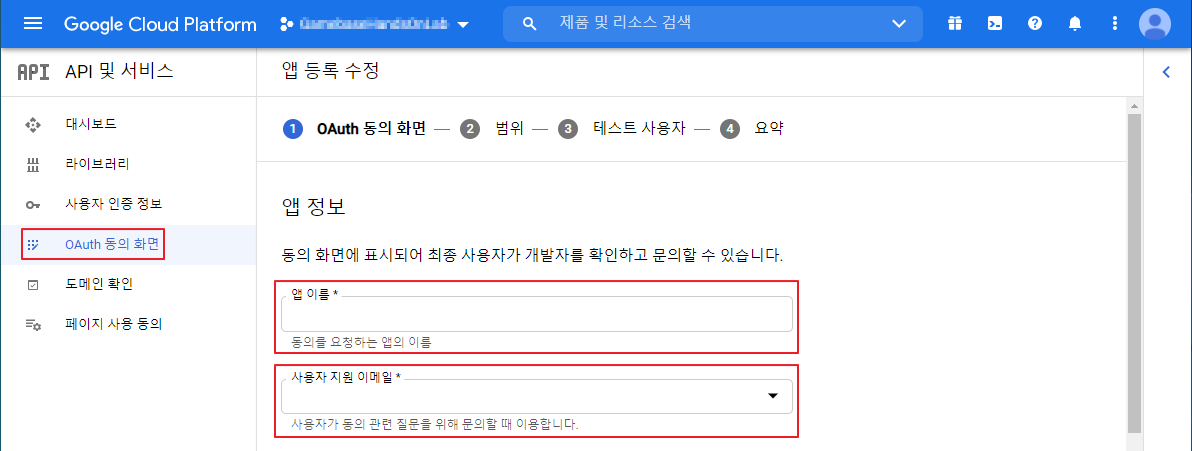 Google Cloud Platform
제품 및 리소스 검색
API API 및 서비스
앱 등록 수정
대시보드
라이브러리
사용자 인증 정보
OAuth 동의 화면
도메인 확인
페이지 사용 동의
1 OAuth 동의 화면 — 2 범위 — 3 테스트 사용자 — 4 요약
앱 정보
동의 화면에 표시되어 최종 사용자가 개발자를 확인하고 문의할 수 있습니다.
앱 이름 *
동의를 요청하는 앱의 이름
사용자 지원 이메일 *
사용자가 동의 관련 질문을 위해 문의할 때 이용합니다.